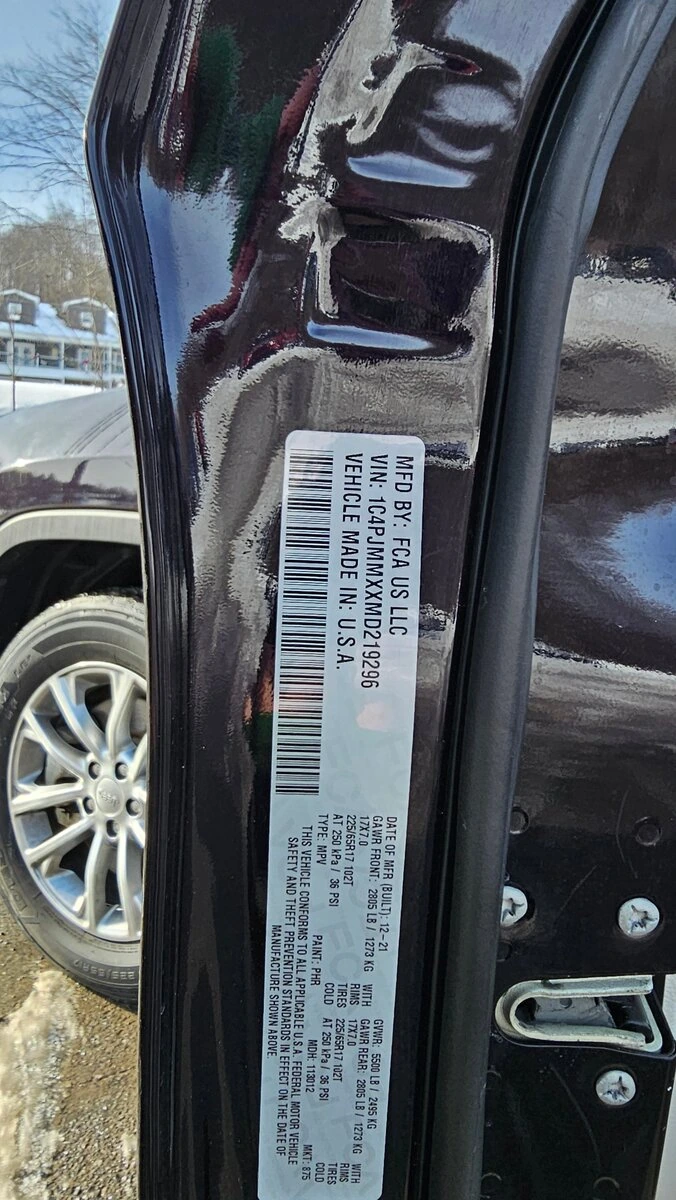 MFD BY: FCA US LLC
VIN: 1C4PJMMXXMD219296
VEHICLE MADE IN: U.S.A.
DATE OF MFR (BUILT): 12-21 GVWR: 5500 LB / 2495 KG
GAWR FRONT: 2805 LB / 1273 KG WITH GAWR REAR: 2805 LB / 1273 KG WITH
17X7.0 RIMS 17X7.0 RIMS
225/65R17 102T TIRES 225/65R17 102T TIRES
AT 250 kPa / 36 PSI COLD AT 250 kPa / 36 PSI COLD
TYPE: MPV PAINT: PHR MDH: 113012 MKT: 875
THIS VEHICLE CONFORMS TO ALL APPLICABLE U.S.A. FEDERAL MOTOR VEHICLE
SAFETY AND THEFT PREVENTION STANDARDS IN EFFECT ON THE DATE OF
MANUFACTURE SHOWN ABOVE.